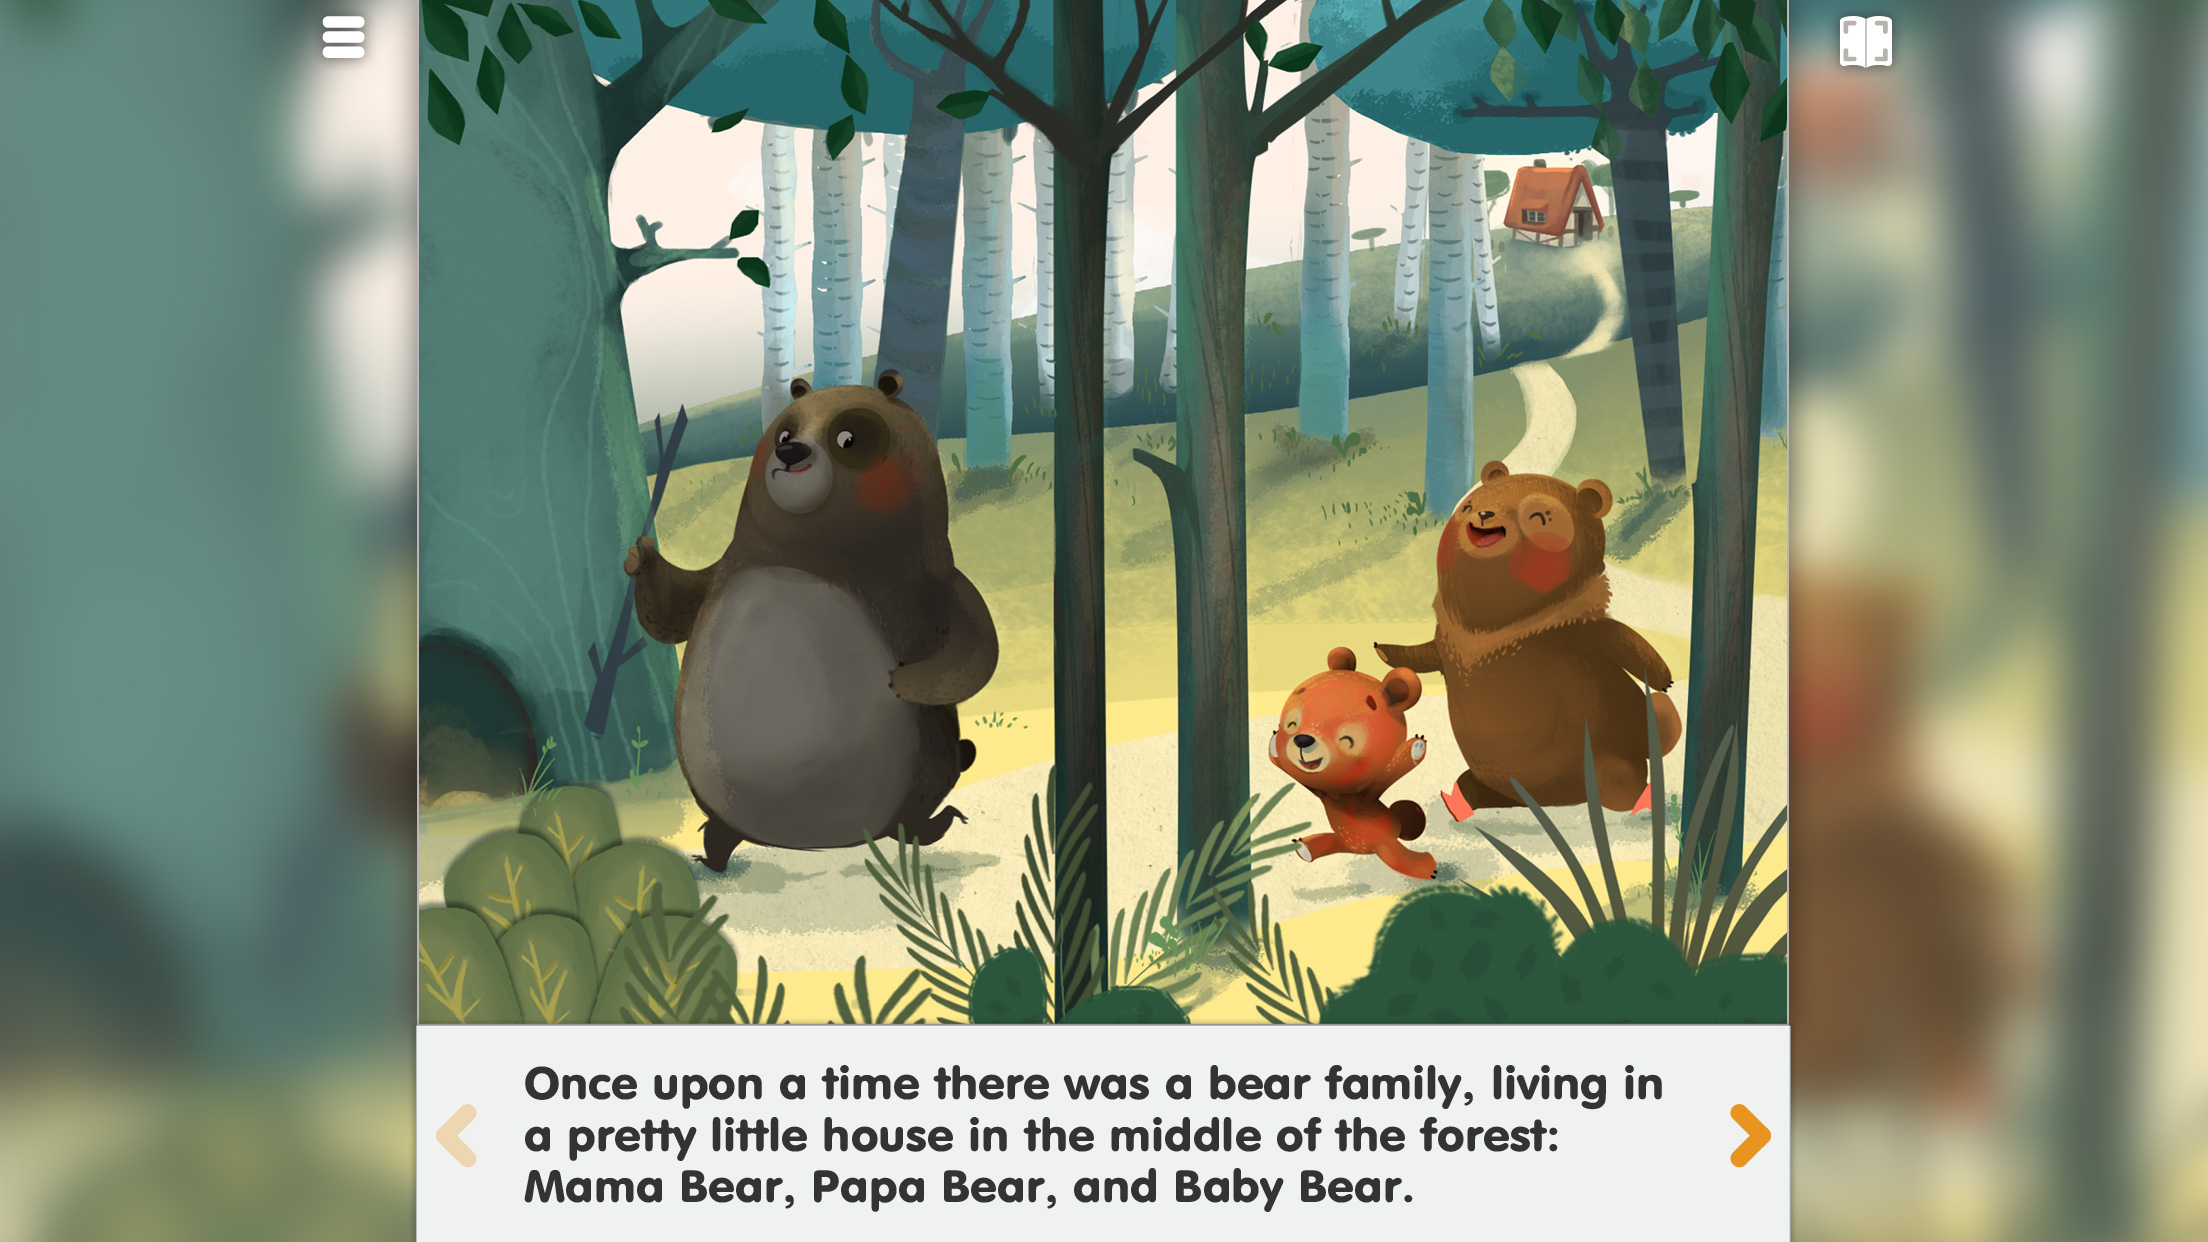 Once upon a time there was a bear family, living in
a pretty little house in the middle of the forest:
Mama Bear, Papa Bear, and Baby Bear.